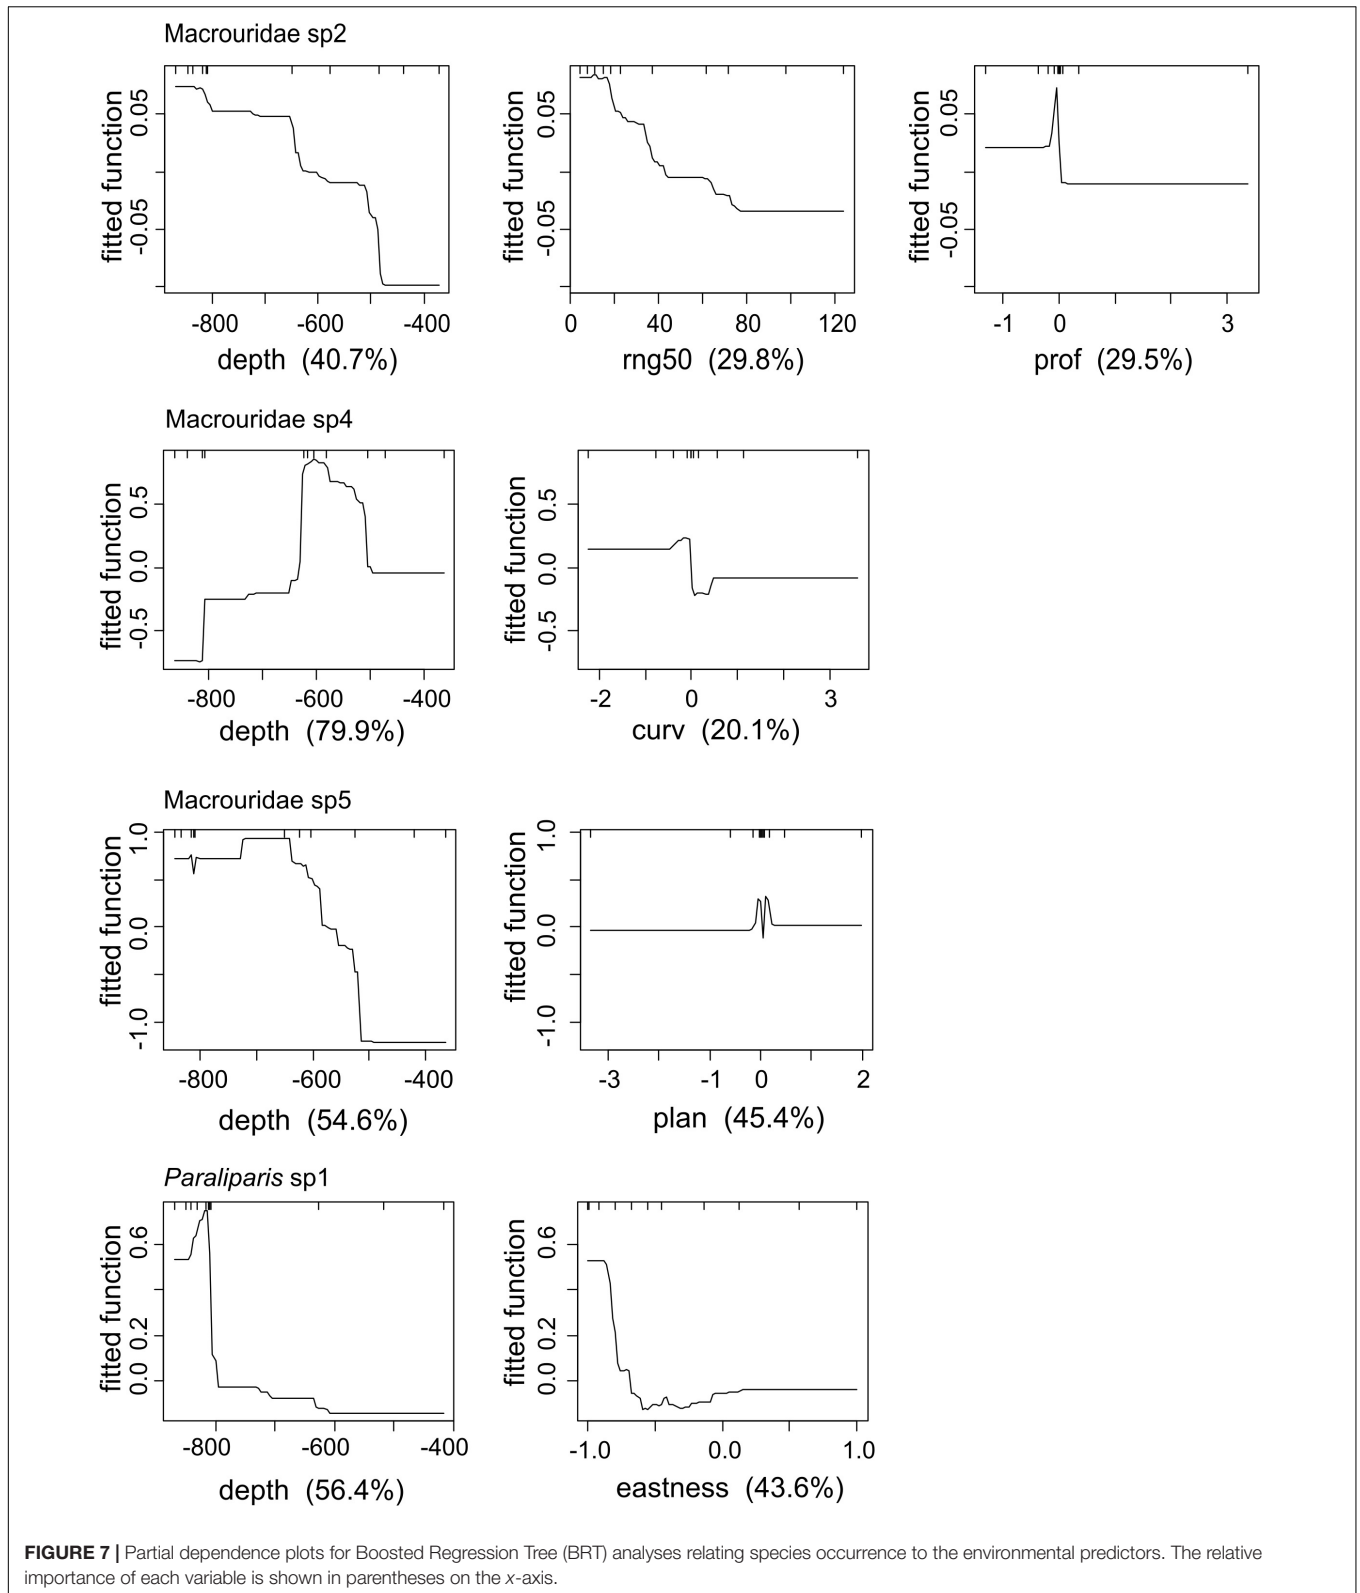 Macrouridae sp2
fitted function
0.05
-0.05
-800 -600 -400
depth (40.7%)
fitted function
0.05
-0.05
0 40 80 120
rng50 (29.8%)
fitted function
0.05
-0.05
-1 0 3
prof (29.5%)
Macrouridae sp4
fitted function
0.5
0.0
-0.5
-800 -600 -400
depth (79.9%)
fitted function
0.5
0.0
-0.5
-2 0 3
curv (20.1%)
Macrouridae sp5
fitted function
1.0
0.0
-1.0
-800 -600 -400
depth (54.6%)
fitted function
1.0
0.0
-1.0
-3 -1 0 2
plan (45.4%)
Paraliparis sp1
fitted function
0.6
0.2
0.0
-800 -600 -400
depth (56.4%)
fitted function
0.6
0.2
0.0
-1.0 0.0 1.0
eastness (43.6%)
FIGURE 7 | Partial dependence plots for Boosted Regression Tree (BRT) analyses relating species occurrence to the environmental predictors. The relative
importance of each variable is shown in parentheses on the x-axis.